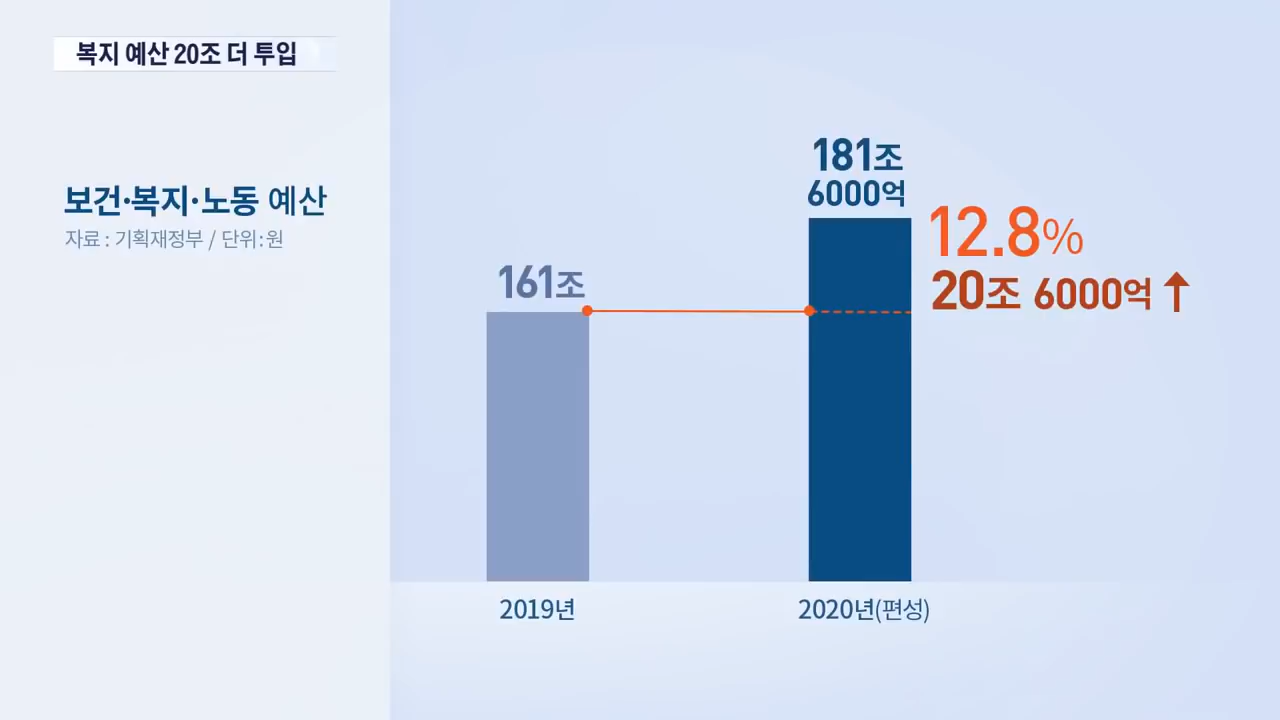 복지 예산 20조 더 투입
보건·복지·노동 예산
자료 : 기획재정부 / 단위:원
161조
181조
6000억
12.8%
20조 6000억 ↑
2019년
2020년(편성)